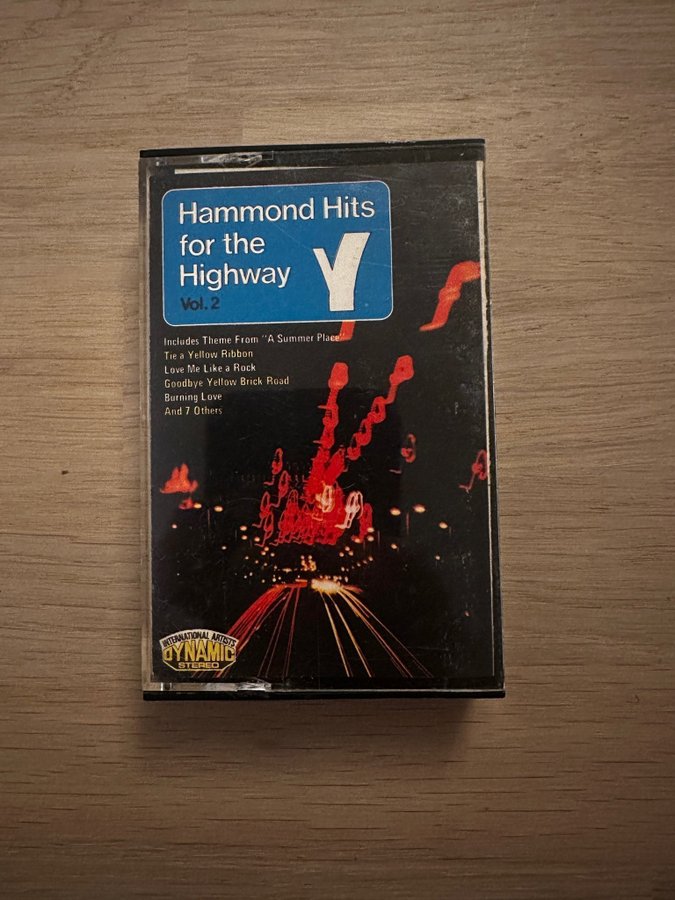 Hammond Hits
for the
Highway
Vol. 2
Includes Theme From "A Summer Place"
Tie a Yellow Ribbon
Love Me Like a Rock
Goodbye Yellow Brick Road
Burning Love
And 7 Others
INTERNATIONAL ARTISTS
DYNAMIC
STEREO